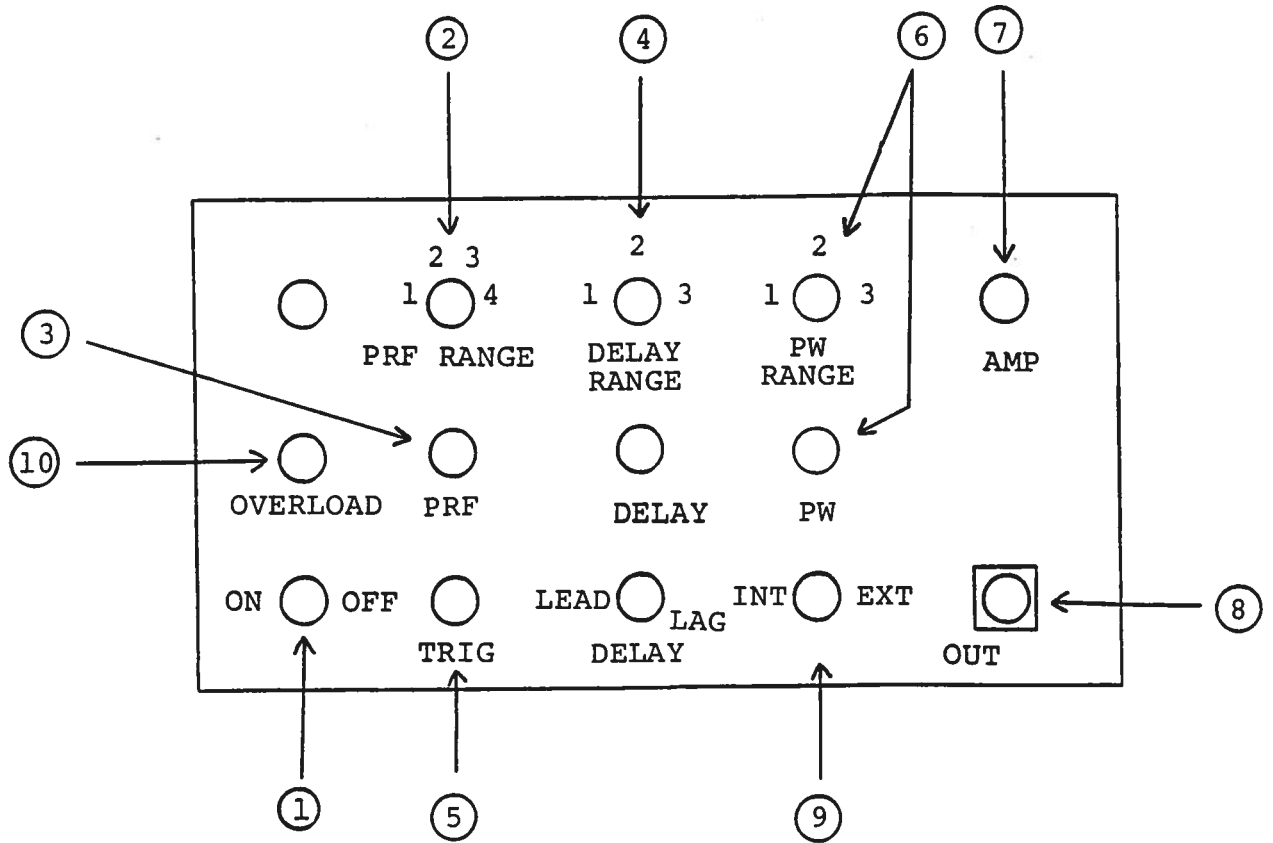 2 4 6 7
2 3 2 2
1 4 1 3 1 3
3
PRF RANGE DELAY RANGE PW RANGE AMP
10
OVERLOAD PRF DELAY PW
ON OFF LEAD LAG INT EXT
8
TRIG DELAY OUT
1 5 9